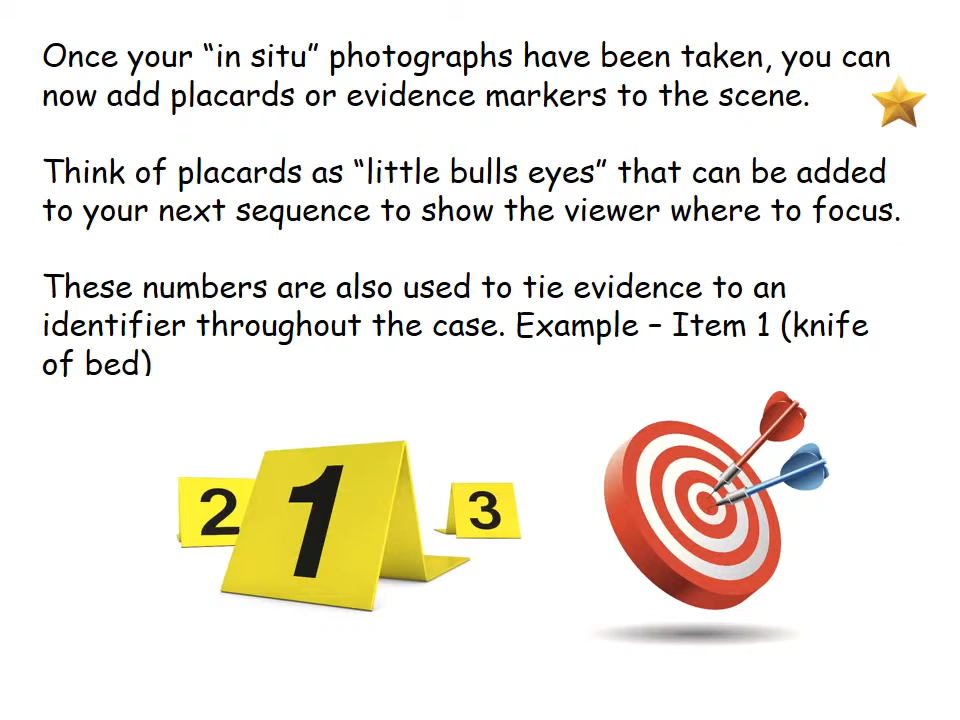 Once your “in situ” photographs have been taken, you can
now add placards or evidence markers to the scene.
Think of placards as “little bulls eyes” that can be added
to your next sequence to show the viewer where to focus.
These numbers are also used to tie evidence to an
identifier throughout the case. Example – Item 1 (knife
of bed)
2
1
3